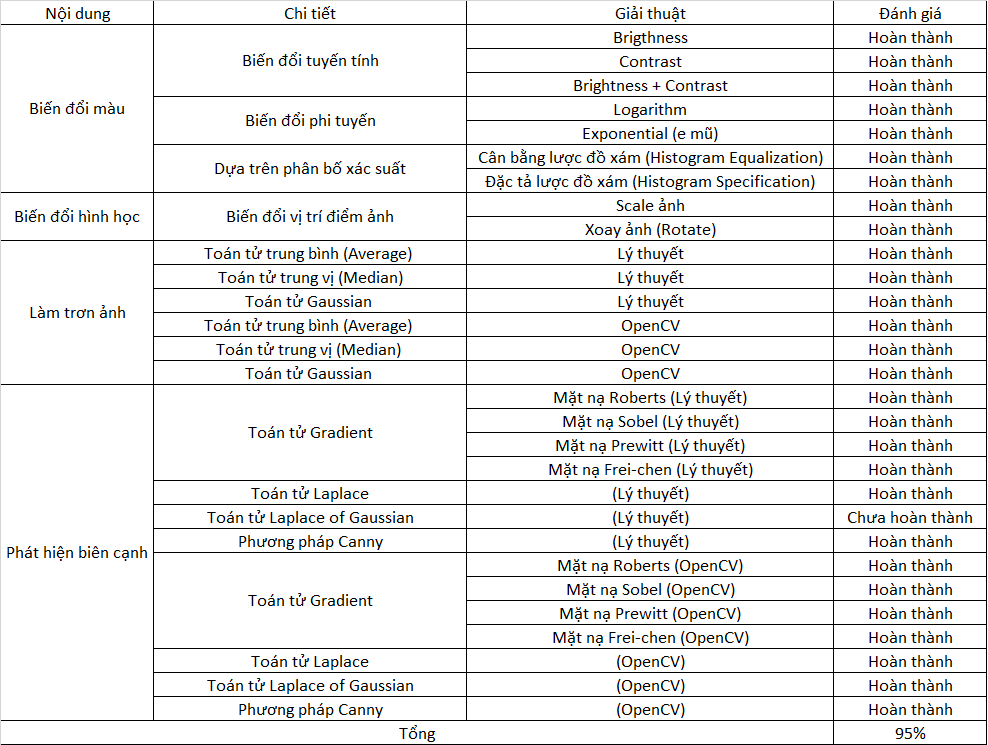 Nội dung Chi tiết Giải thuật Đánh giá
Biến đổi màu Biến đổi tuyến tính Brigthness Hoàn thành
Contrast Hoàn thành
Brightness + Contrast Hoàn thành
Biến đổi phi tuyến Logarithm Hoàn thành
Exponential (e mũ) Hoàn thành
Dựa trên phân bố xác suất Cân bằng lược đồ xám (Histogram Equalization) Hoàn thành
Đặc tả lược đồ xám (Histogram Specification) Hoàn thành
Biến đổi hình học Biến đổi vị trí điểm ảnh Scale ảnh Hoàn thành
Xoay ảnh (Rotate) Hoàn thành
Làm trơn ảnh Toán tử trung bình (Average) Lý thuyết Hoàn thành
Toán tử trung vị (Median) Lý thuyết Hoàn thành
Toán tử Gaussian Lý thuyết Hoàn thành
Toán tử trung bình (Average) OpenCV Hoàn thành
Toán tử trung vị (Median) OpenCV Hoàn thành
Toán tử Gaussian OpenCV Hoàn thành
Phát hiện biên cạnh Toán tử Gradient Mặt nạ Roberts (Lý thuyết) Hoàn thành
Mặt nạ Sobel (Lý thuyết) Hoàn thành
Mặt nạ Prewitt (Lý thuyết) Hoàn thành
Mặt nạ Frei-chen (Lý thuyết) Hoàn thành
Toán tử Laplace (Lý thuyết) Hoàn thành
Toán tử Laplace of Gaussian (Lý thuyết) Chưa hoàn thành
Phương pháp Canny (Lý thuyết) Hoàn thành
Toán tử Gradient Mặt nạ Roberts (OpenCV) Hoàn thành
Mặt nạ Sobel (OpenCV) Hoàn thành
Mặt nạ Prewitt (OpenCV) Hoàn thành
Mặt nạ Frei-chen (OpenCV) Hoàn thành
Toán tử Laplace (OpenCV) Hoàn thành
Toán tử Laplace of Gaussian (OpenCV) Hoàn thành
Phương pháp Canny (OpenCV) Hoàn thành
Tổng 95%